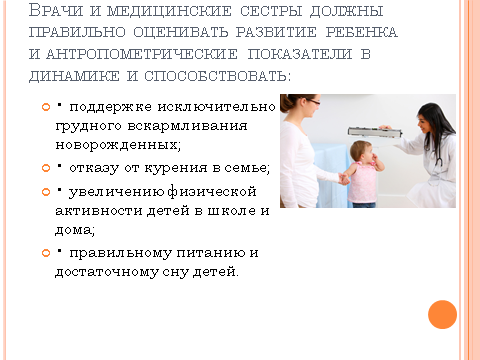 Врачи и медицинские сестры должны
правильно оценивать развитие ребенка
и антропометрические показатели в
динамике и способствовать:
• поддержке исключительно
грудного вскармливания
новорожденных;
• отказу от курения в семье;
• увеличению физической
активности детей в школе и
дома;
• правильному питанию и
достаточному сну детей.